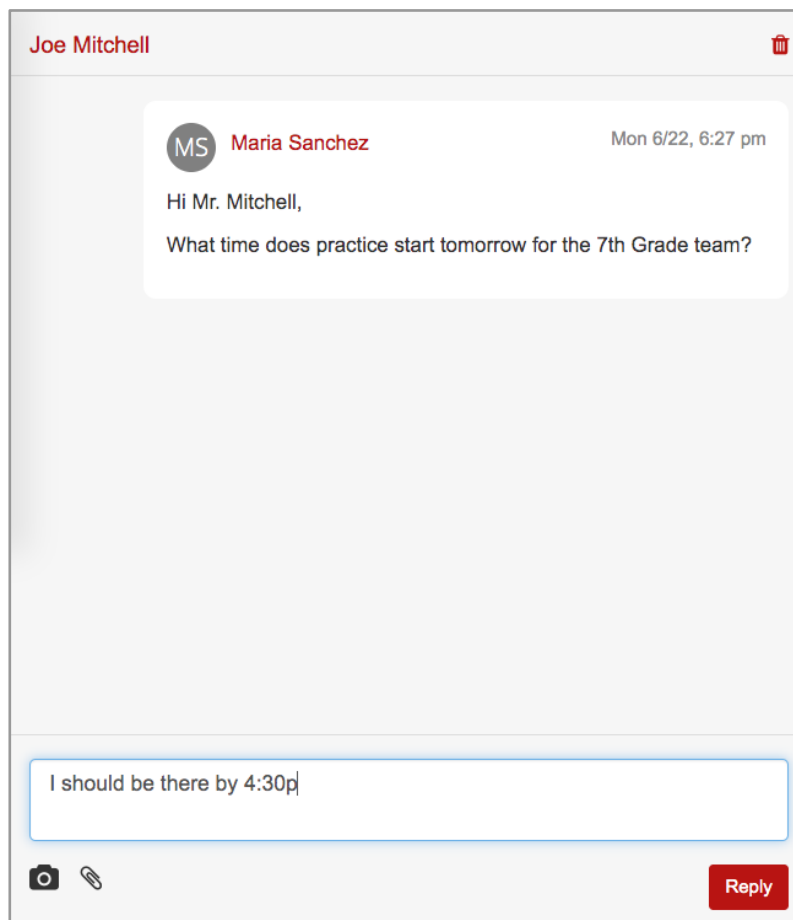 Joe Mitchell
MS Maria Sanchez Mon 6/22, 6:27 pm
Hi Mr. Mitchell,
What time does practice start tomorrow for the 7th Grade team?
I should be there by 4:30p
Reply